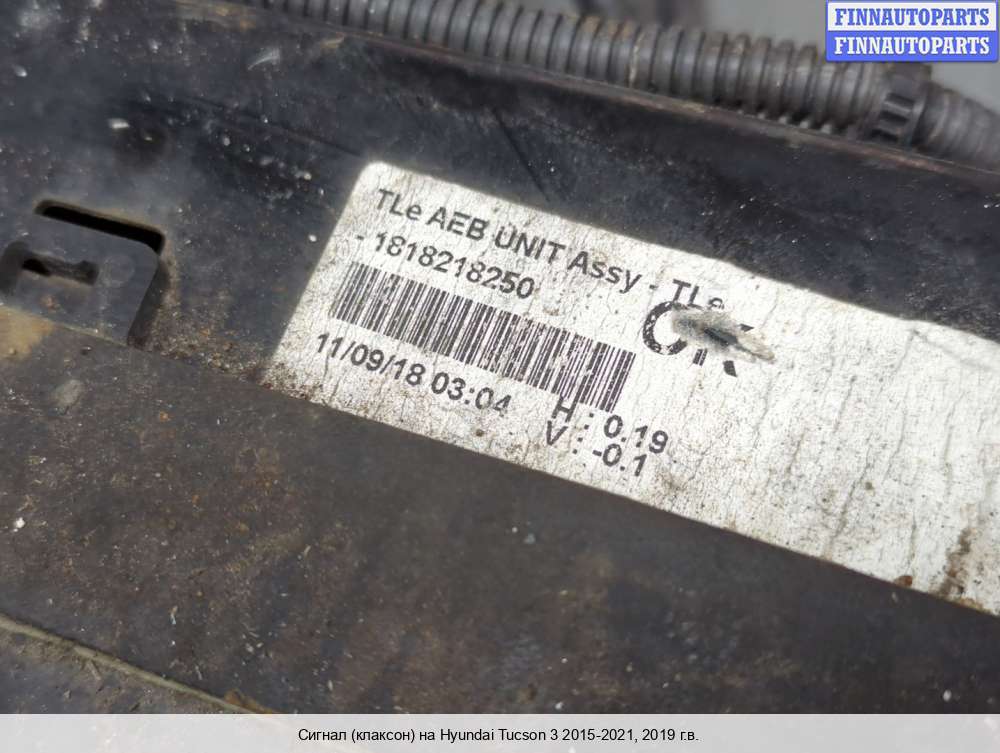 FINNAUTOPARTS
FINNAUTOPARTS
TLe AEB UNIT Assy - TLe
- 1818218250
OK
11/09/18 03:04
H : 0.19
V : -0.1
Сигнал (клаксон) на Hyundai Tucson 3 2015-2021, 2019 г.в.